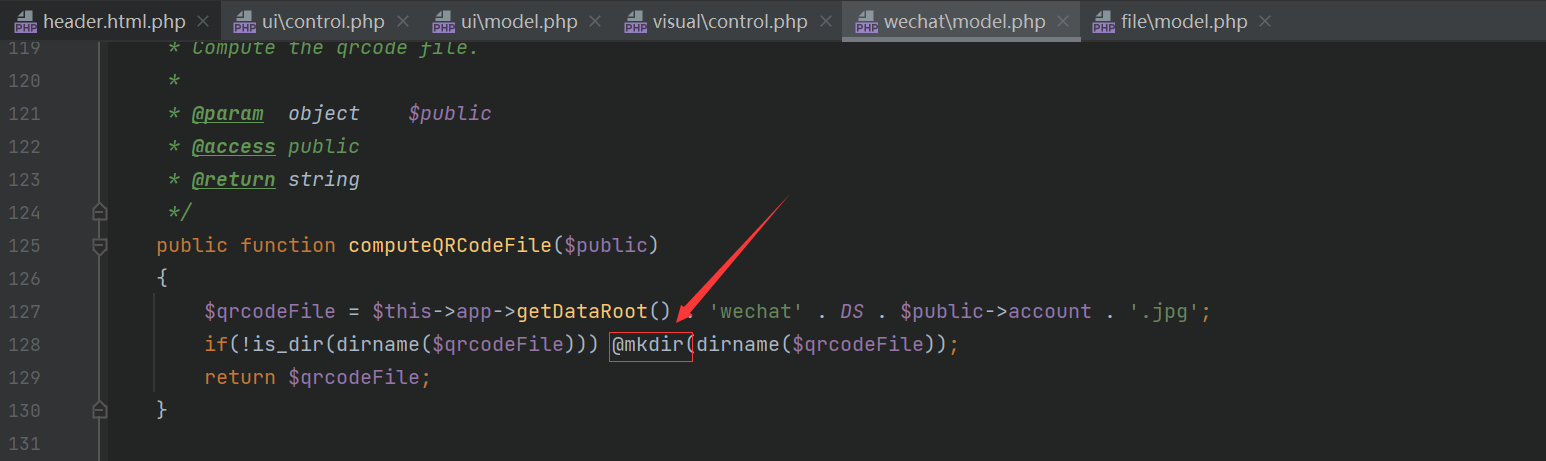 header.html.php ui\control.php ui\model.php visual\control.php wechat\model.php file\model.php
119 * Compute the qrcode file.
120 *
121 * @param  object    $public
122 * @access public
123 * @return string
124 */
125 public function computeQRCodeFile($public)
126 {
127 $qrcodeFile = $this->app->getDataRoot() . 'wechat' . DS . $public->account . '.jpg';
128 if(!is_dir(dirname($qrcodeFile))) @mkdir(dirname($qrcodeFile));
129 return $qrcodeFile;
130 }
131